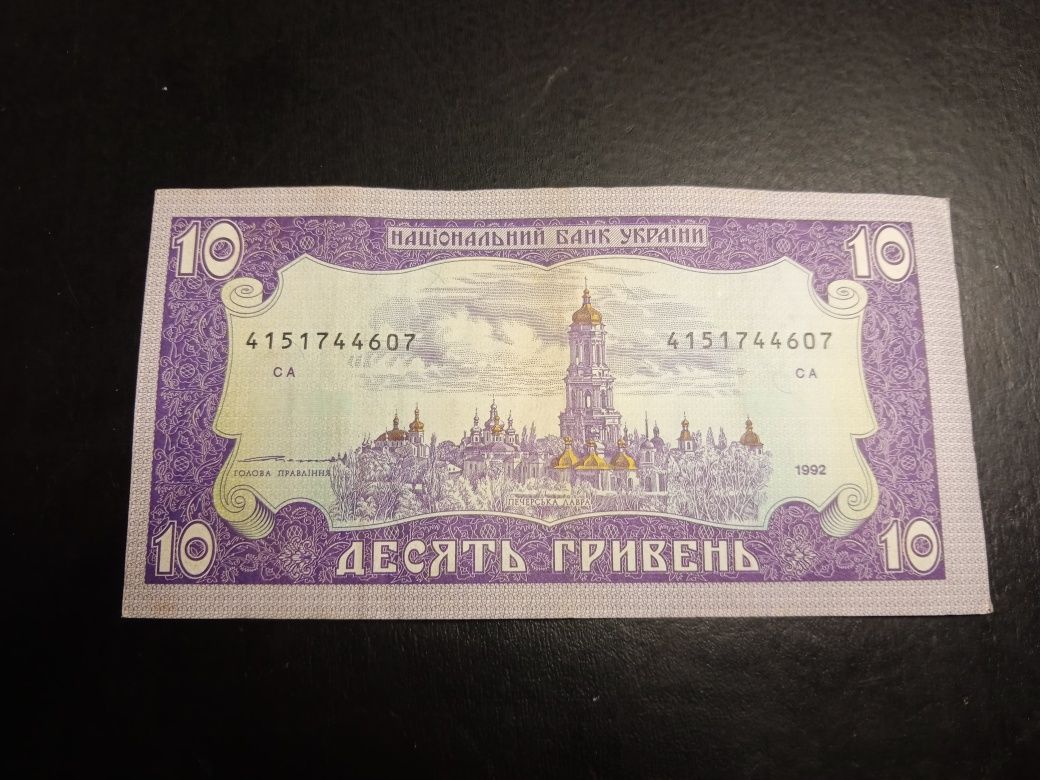 10 НАЦІОНАЛЬНИЙ БАНК УКРАЇНИ 10
4151744607 4151744607
СА СА
ГОЛОВА ПРАВЛІННЯ 1992
ПЕЧЕРСЬКА ЛАВРА
10 ДЕСЯТЬ ГРИВЕНЬ 10